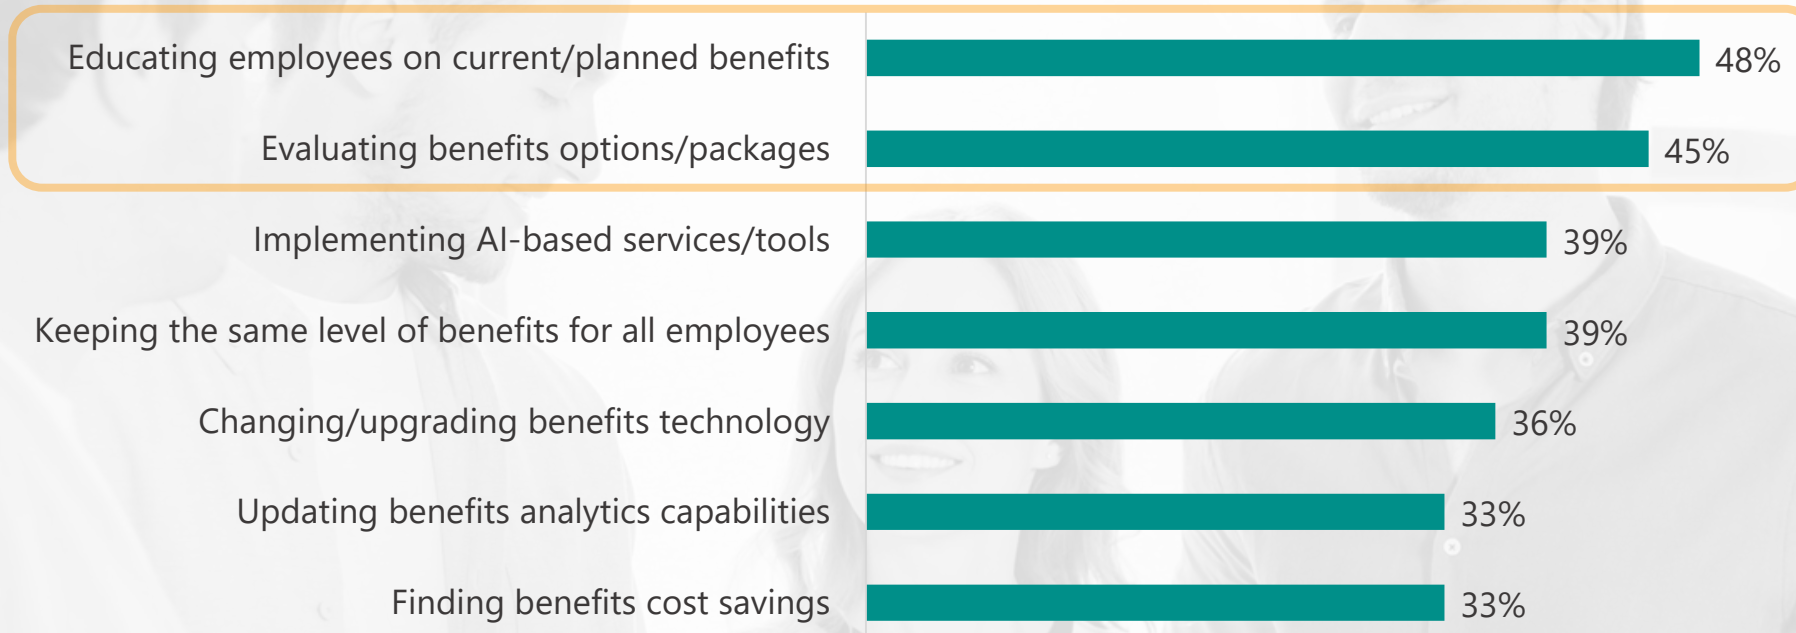 Educating employees on current/planned benefits 48%
Evaluating benefits options/packages 45%
Implementing AI-based services/tools 39%
Keeping the same level of benefits for all employees 39%
Changing/upgrading benefits technology 36%
Updating benefits analytics capabilities 33%
Finding benefits cost savings 33%